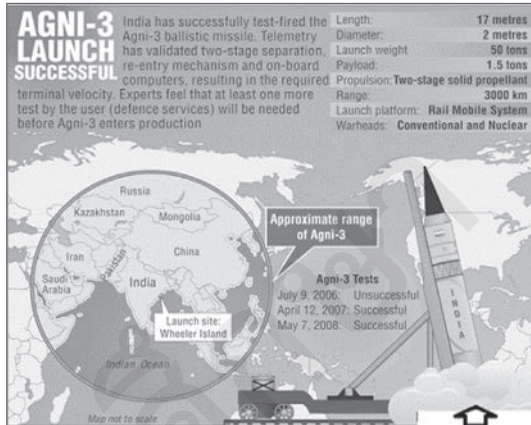 AGNI-3
LAUNCH
SUCCESSFUL
India has successfully test-fired the
Agni-3 ballistic missile. Telemetry
has validated two-stage separation,
re-entry mechanism and on-board
computers, resulting in the required
terminal velocity. Experts feel that at least one more
test by the user (defence services) will be needed
before Agni-3 enters production
Length: 17 metres
Diameter: 2 metres
Launch weight 50 tons
Payload: 1.5 tons
Propulsion: Two-stage solid propellant
Range: 3000 km
Launch platform: Rail Mobile System
Warheads: Conventional and Nuclear
Russia
Kazakhstan
Mongolia
Iran
China
Pakistan
Saudi
Arabia
India
Launch site:
Wheeler Island
Indian Ocean
Map not to scale
Approximate range
of Agni-3
Agni-3 Tests
July 9, 2006: Unsuccessful
April 12, 2007: Successful
May 7, 2008: Successful
INDIA